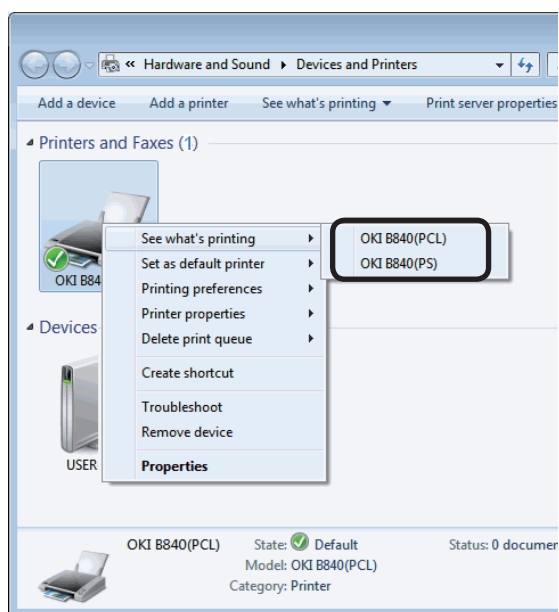 « Hardware and Sound ▸ Devices and Printers
Add a device Add a printer See what's printing ▼ Print server properties
Printers and Faxes (1)
OKI B84
See what's printing
Set as default printer
Printing preferences
Printer properties
Delete print queue
Create shortcut
Troubleshoot
Remove device
Properties
OKI B840(PCL)
OKI B840(PS)
Devices
USER
OKI B840(PCL) State: Default Status: 0 documen
Model: OKI B840(PCL)
Category: Printer